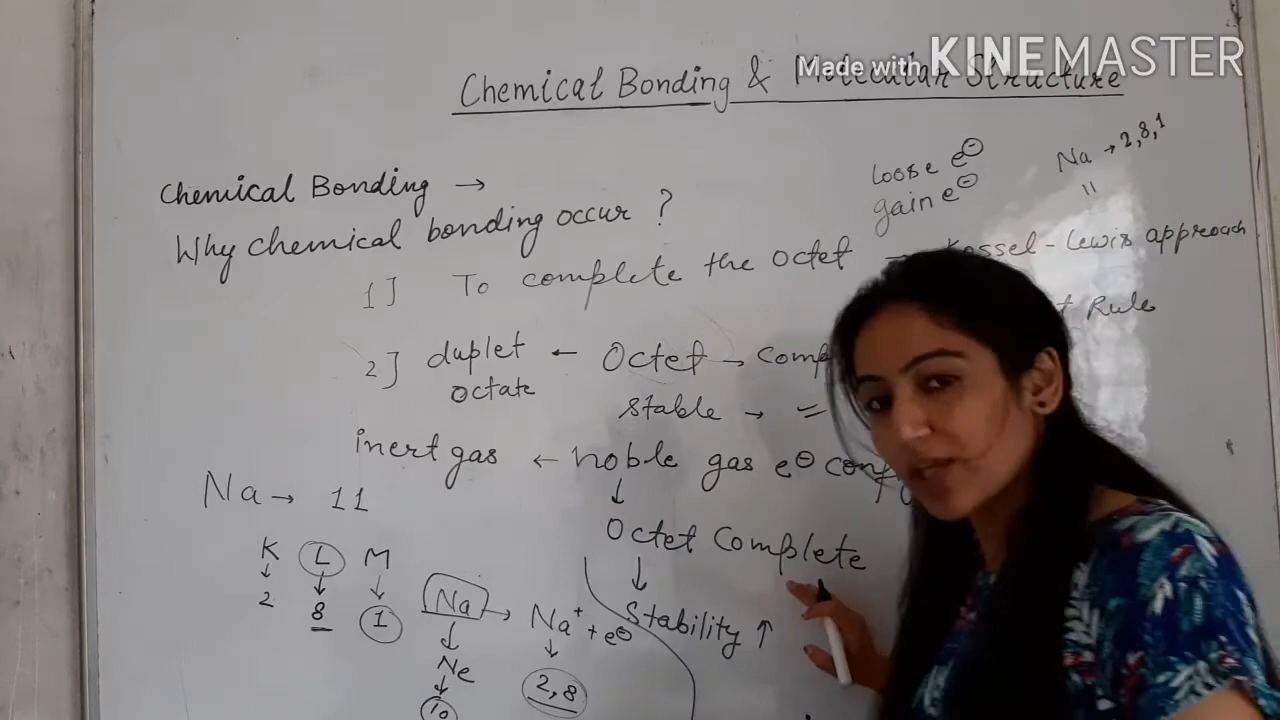 Made with KINEMASTER
Chemical Bonding & Molecular Structure
Chemical Bonding →
Why chemical bonding occur ?
loose e⊖
gain e⊖
Na → 2,8,1
"
1] To complete the octet → Kossel-Lewis approach
Rule
2] duplet ← Octet →
octate
stable → =
inert gas ← noble gas e⊖
Na → 11
↓
Octet Complete
↓
Stability ↑
K L M
↓ ↓ ↓
2 8 1
Na → Na⁺ + e⊖
↓ ↓
Ne 2,8
↓
10